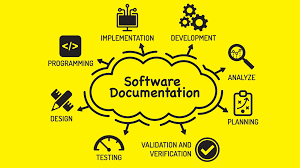 IMPLEMENTATION
DEVELOPMENT
PROGRAMMING
Software
Documentation
ANALYZE
DESIGN
PLANNING
TESTING
VALIDATION AND
VERIFICATION